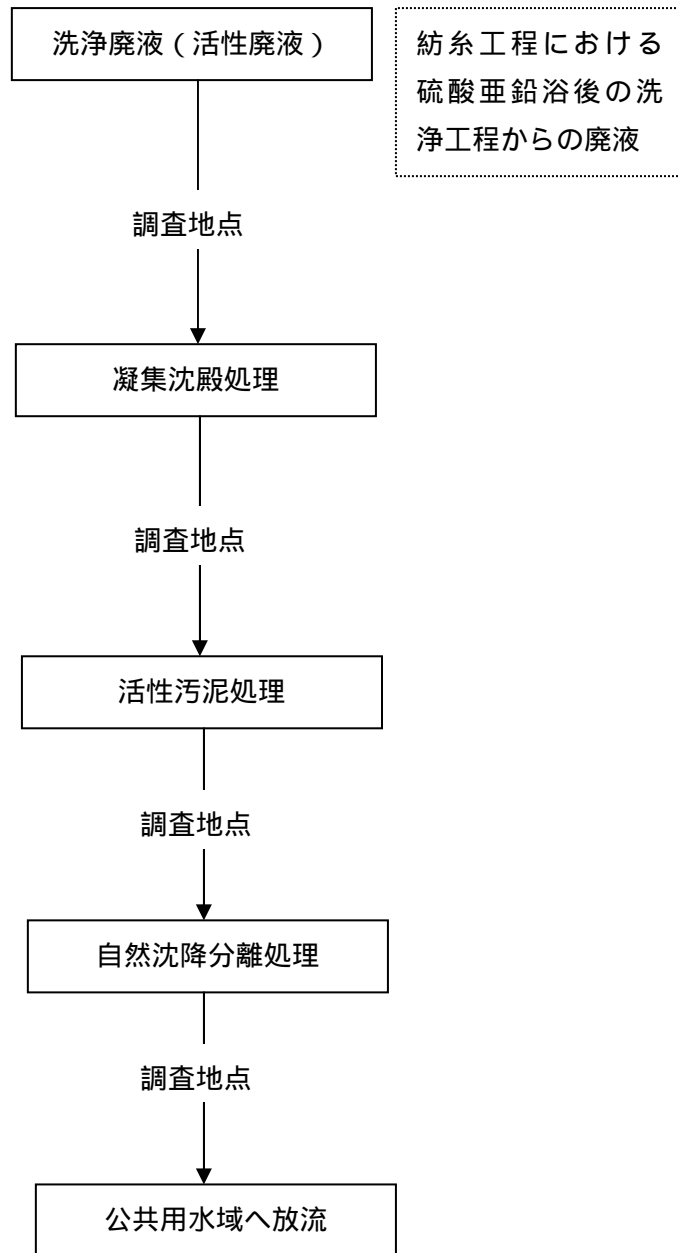 洗浄廃液(活性廃液)
紡糸工程における
硫酸亜鉛浴後の洗
浄工程からの廃液
調査地点
凝集沈殿処理
調査地点
活性汚泥処理
調査地点
自然沈降分離処理
調査地点
公共用水域へ放流